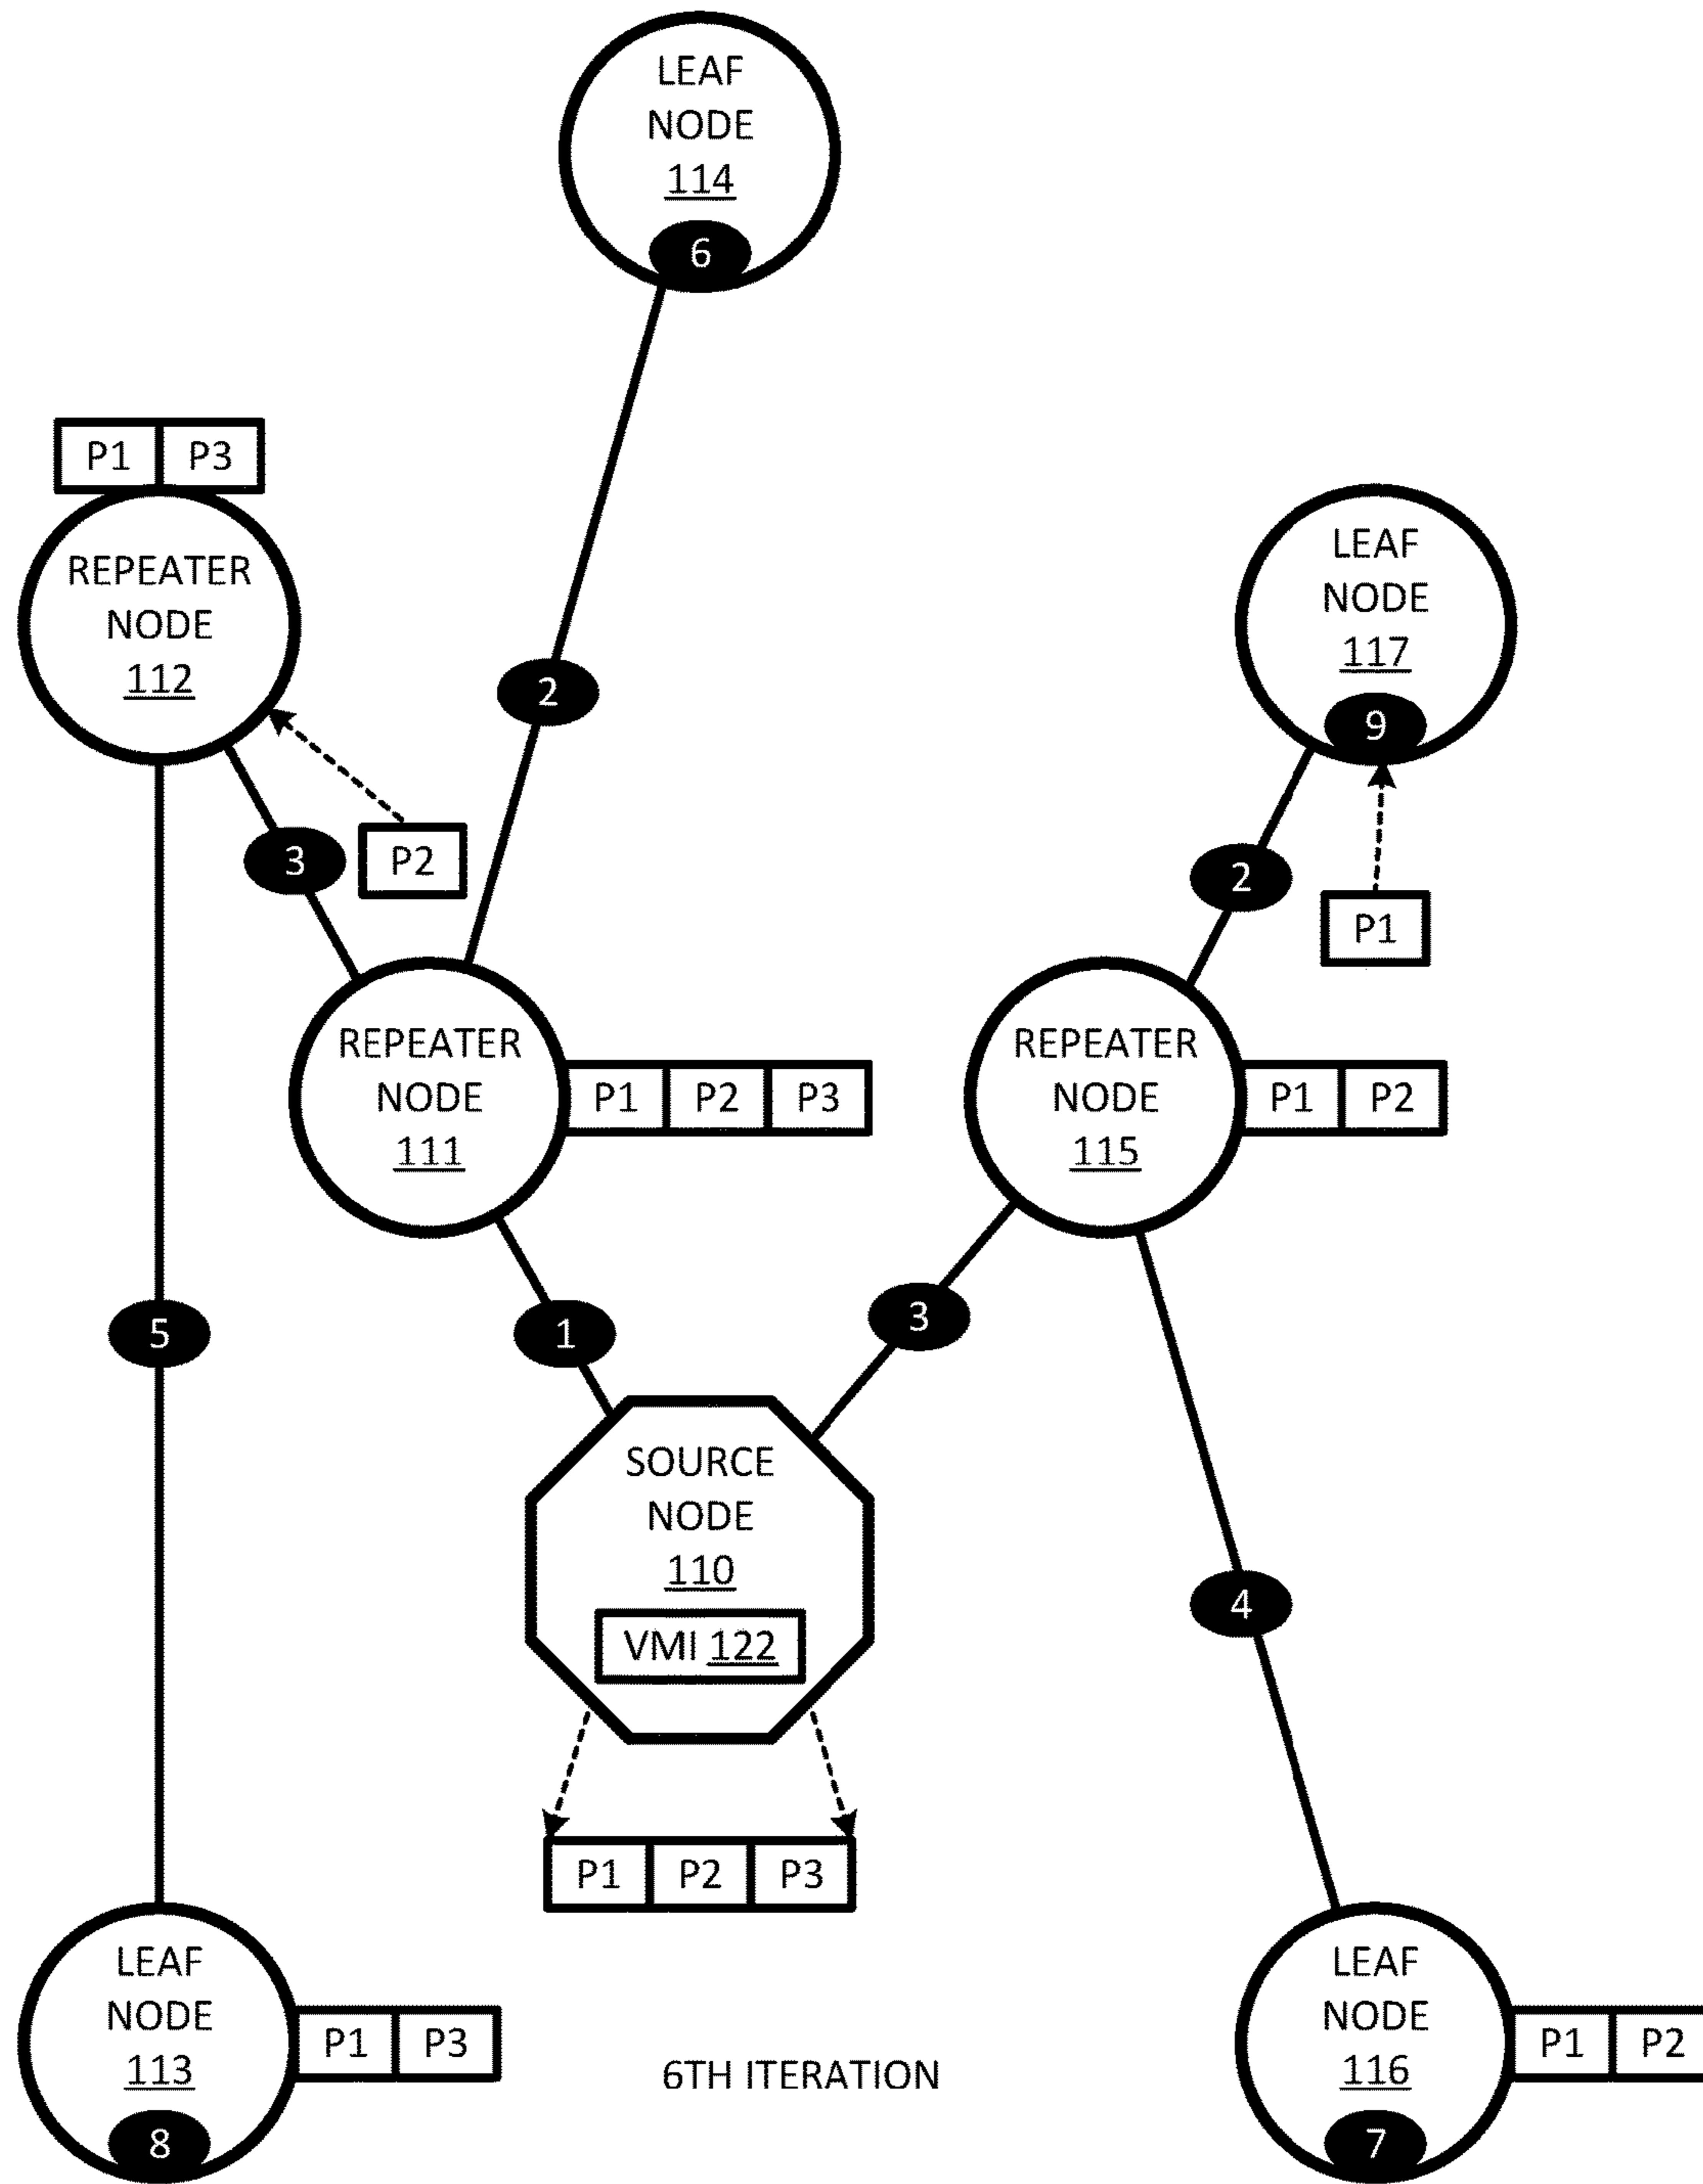 LEAF
NODE
114
6
P1 P3
REPEATER
NODE
112
LEAF
NODE
117
9
2
3
P2
2
P1
REPEATER
NODE
111
P1 P2 P3
REPEATER
NODE
115
P1 P2
5
1
3
SOURCE
NODE
110
VMI 122
4
P1 P2 P3
LEAF
NODE
113
8
P1 P3
6TH ITERATION
LEAF
NODE
116
7
P1 P2